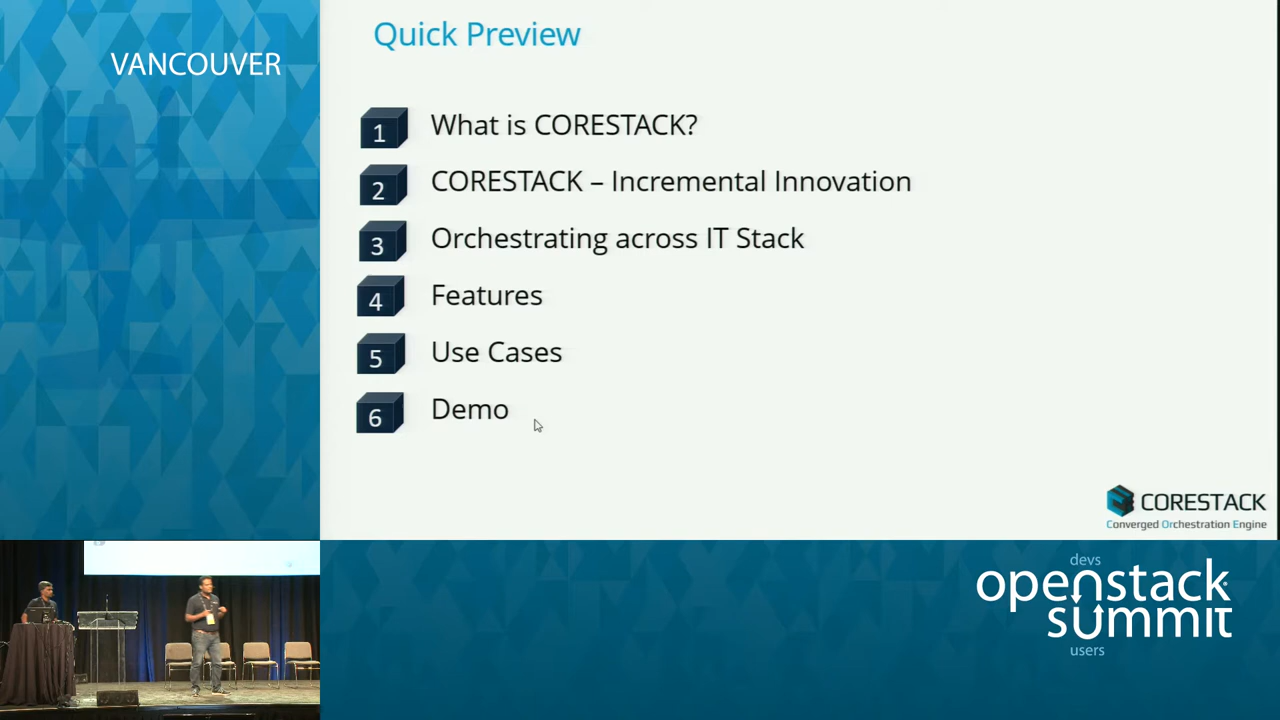 VANCOUVER
Quick Preview
1 What is CORESTACK?
2 CORESTACK – Incremental Innovation
3 Orchestrating across IT Stack
4 Features
5 Use Cases
6 Demo
CORESTACK
Converged Orchestration Engine
devs
openstack
summit
users